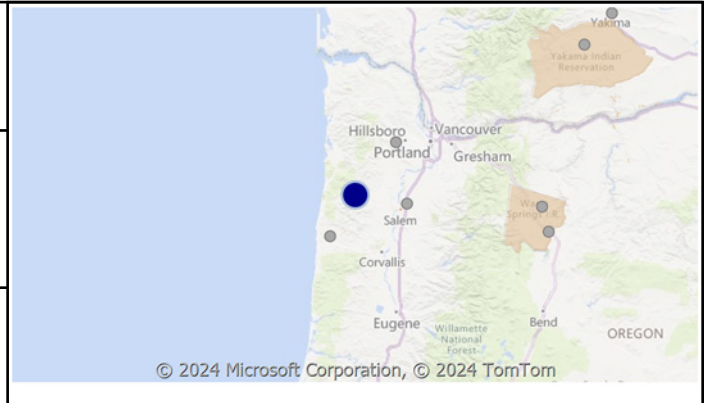 Yakima
Yakama Indian
Reservation
Hillsboro
Vancouver
Portland
Gresham
Salem
Springs I.R.
Corvallis
Eugene
Willamette
National
Forest
Bend
OREGON
© 2024 Microsoft Corporation, © 2024 TomTom